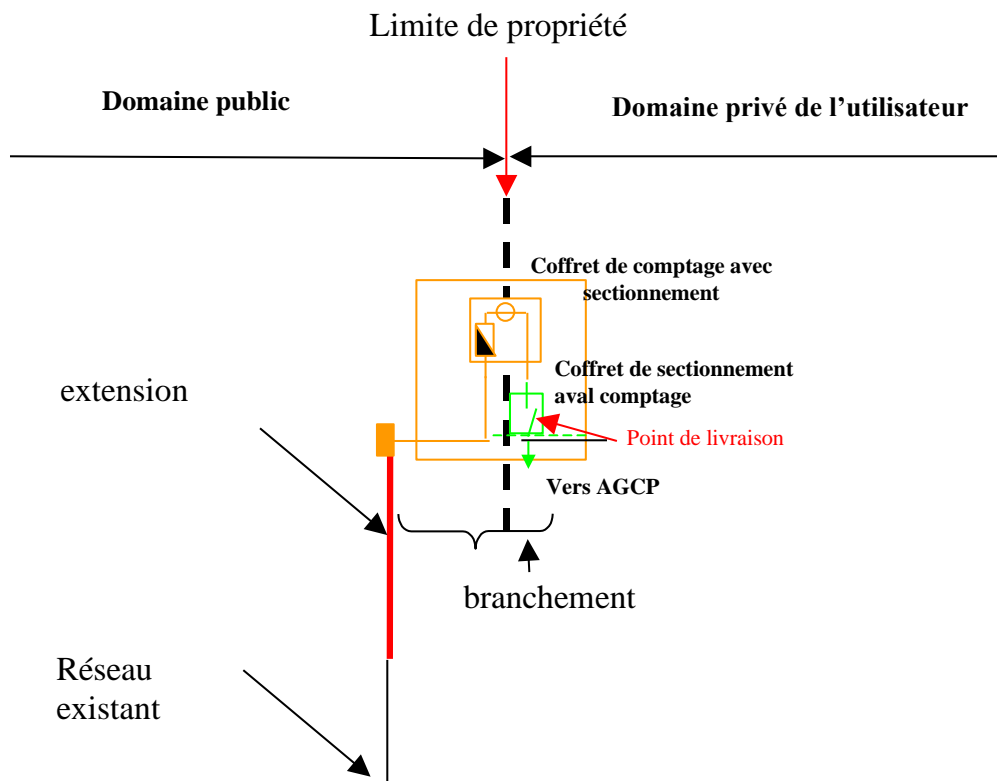 Limite de propriété
Domaine public
Domaine privé de l’utilisateur
Coffret de comptage avec
sectionnement
Coffret de sectionnement
aval comptage
extension
Point de livraison
Vers AGCP
branchement
Réseau
existant